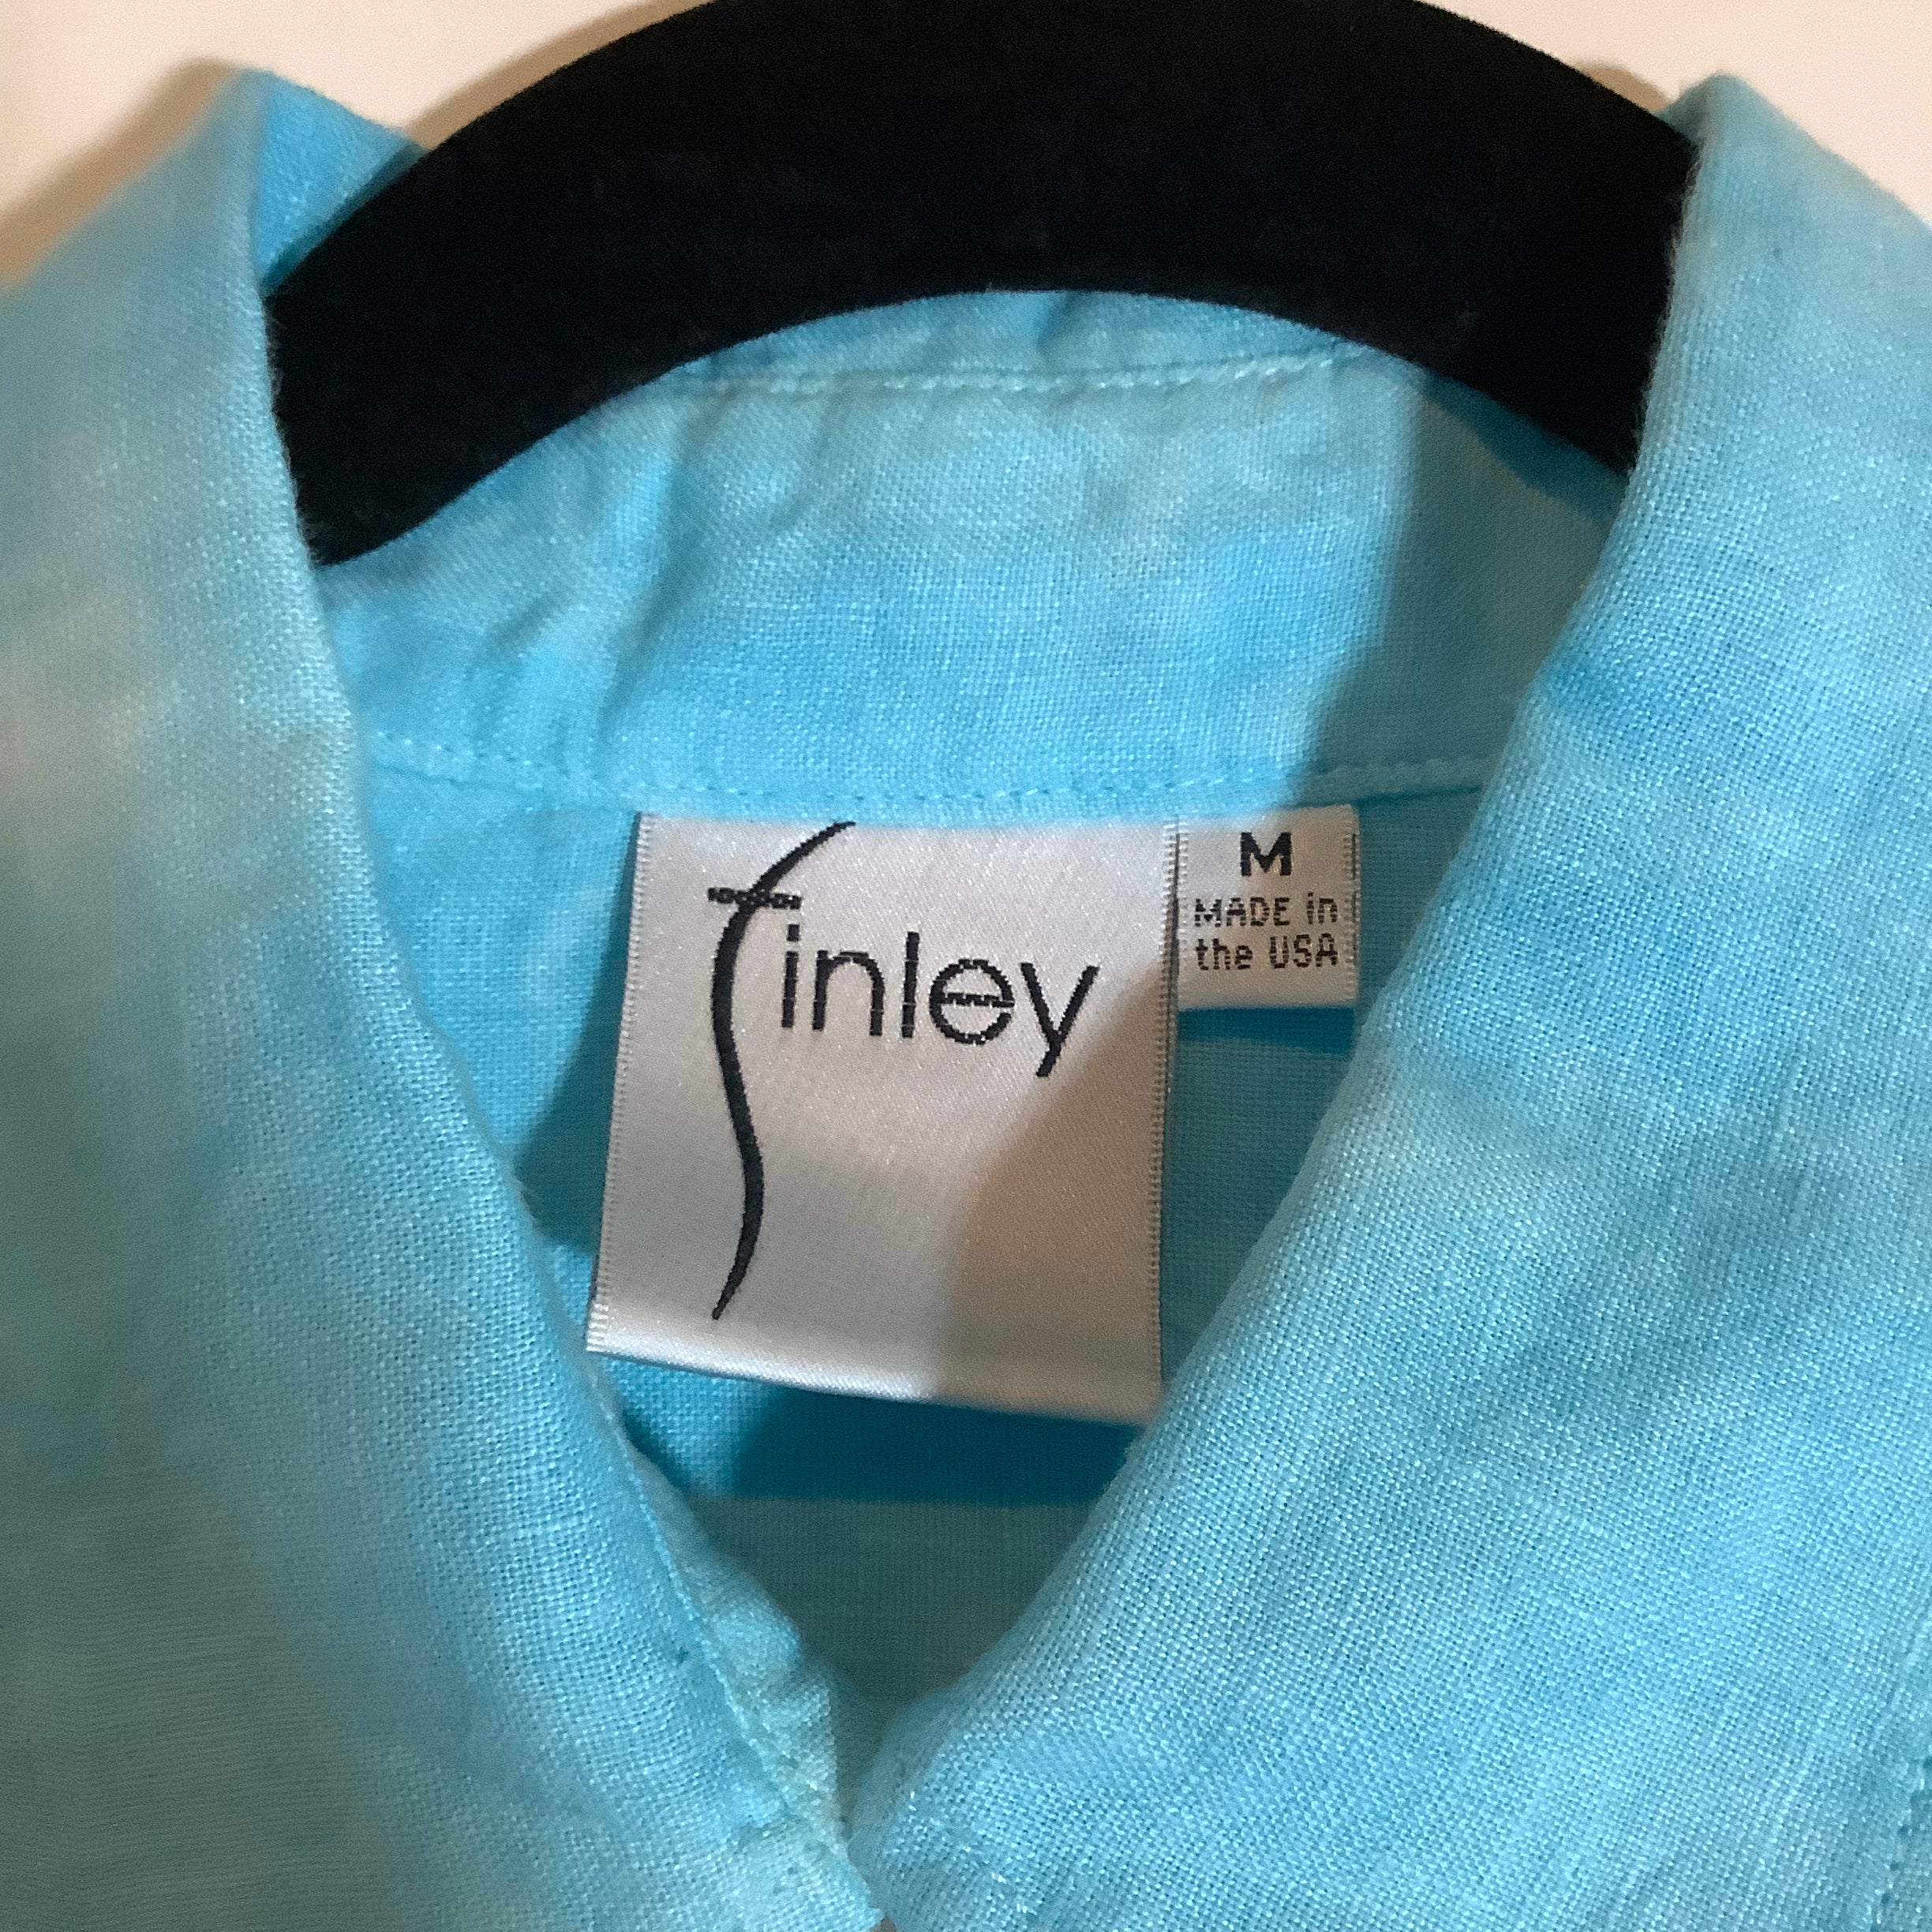 finley
M
MADE in
the USA